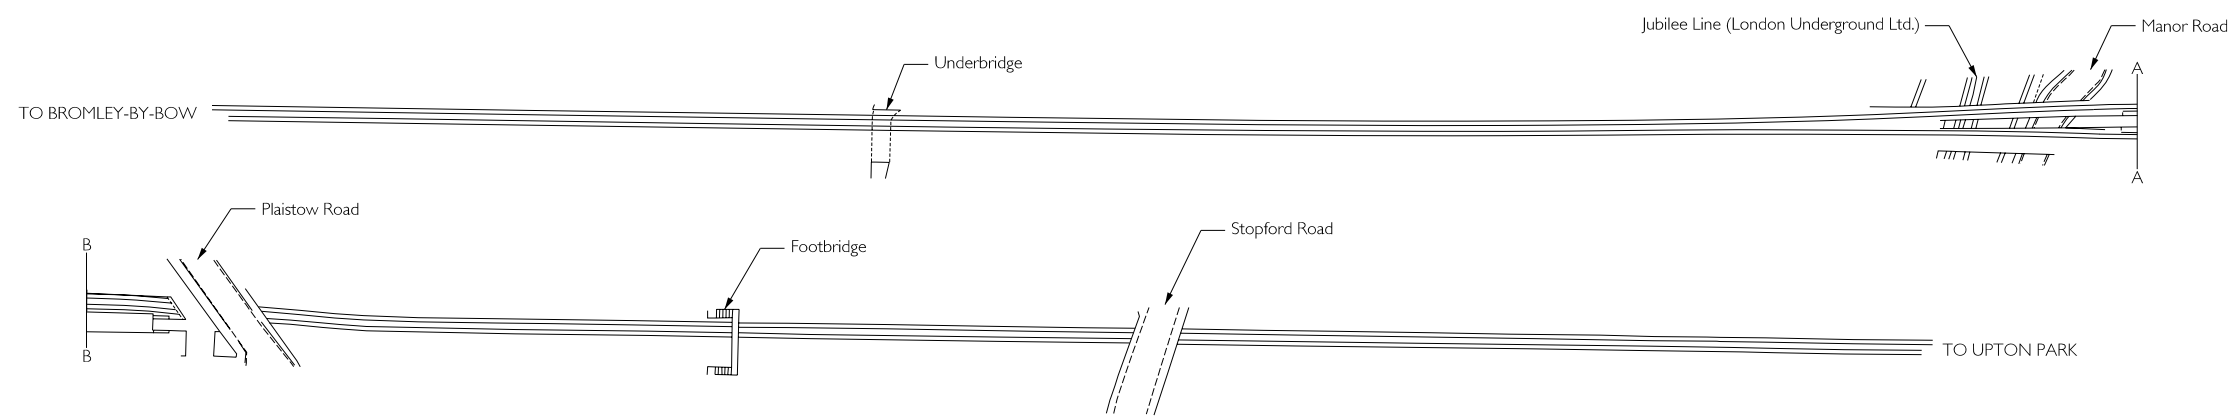 Jubilee Line (London Underground Ltd.)
Manor Road
Underbridge
A
TO BROMLEY-BY-BOW
A
Plaistow Road
Stopford Road
B
Footbridge
TO UPTON PARK
B